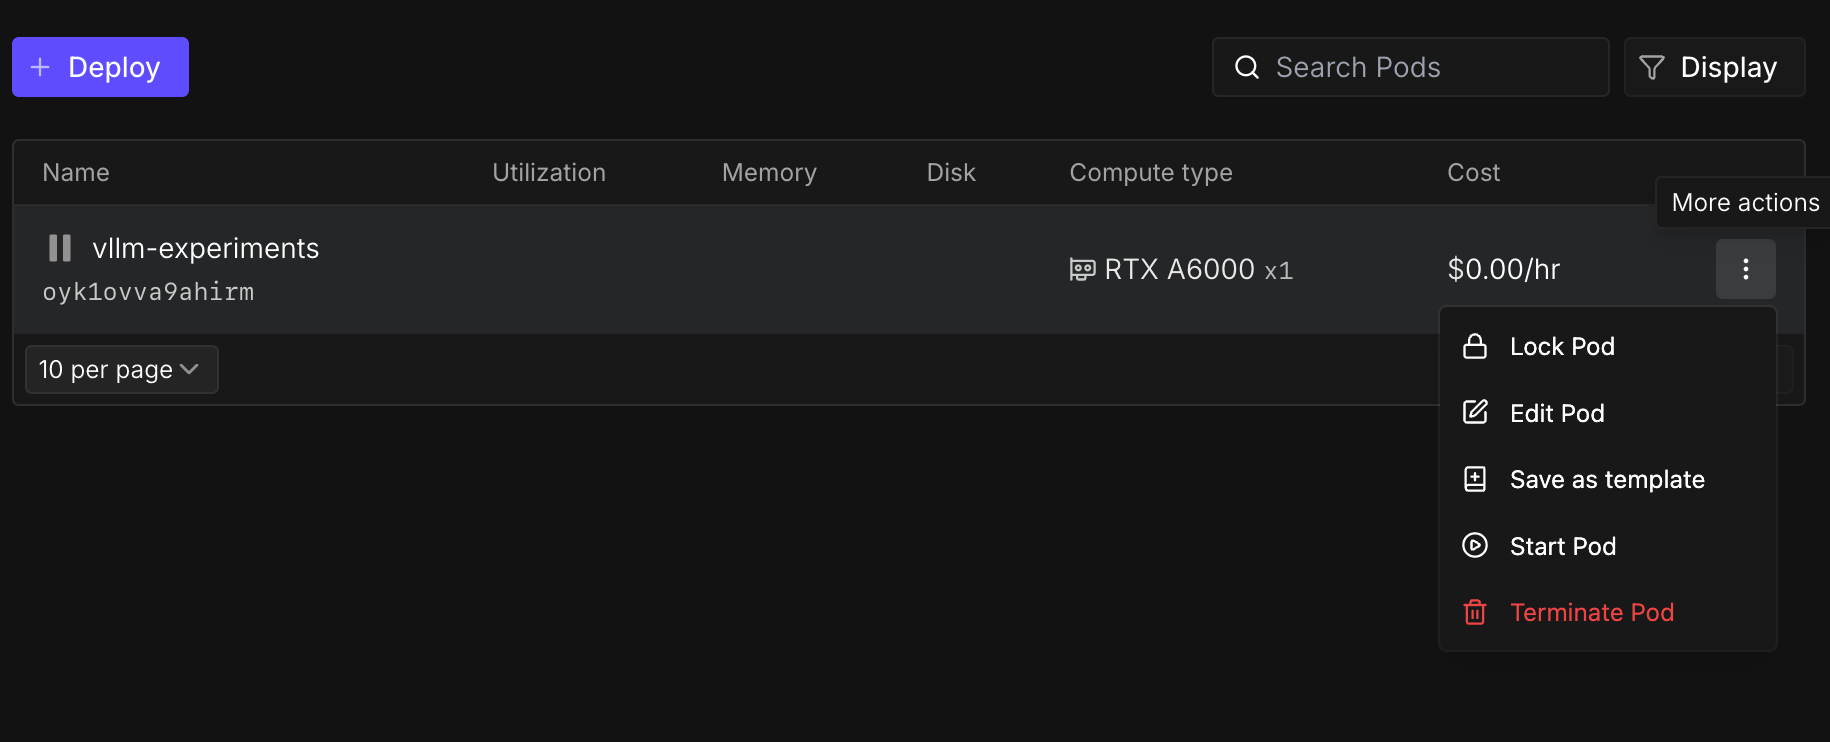 Deploy
Search Pods
Display
Name Utilization Memory Disk Compute type Cost
More actions
vllm-experiments
oyk1ovva9ahirm
RTX A6000 x1
$0.00/hr
10 per page
Lock Pod
Edit Pod
Save as template
Start Pod
Terminate Pod